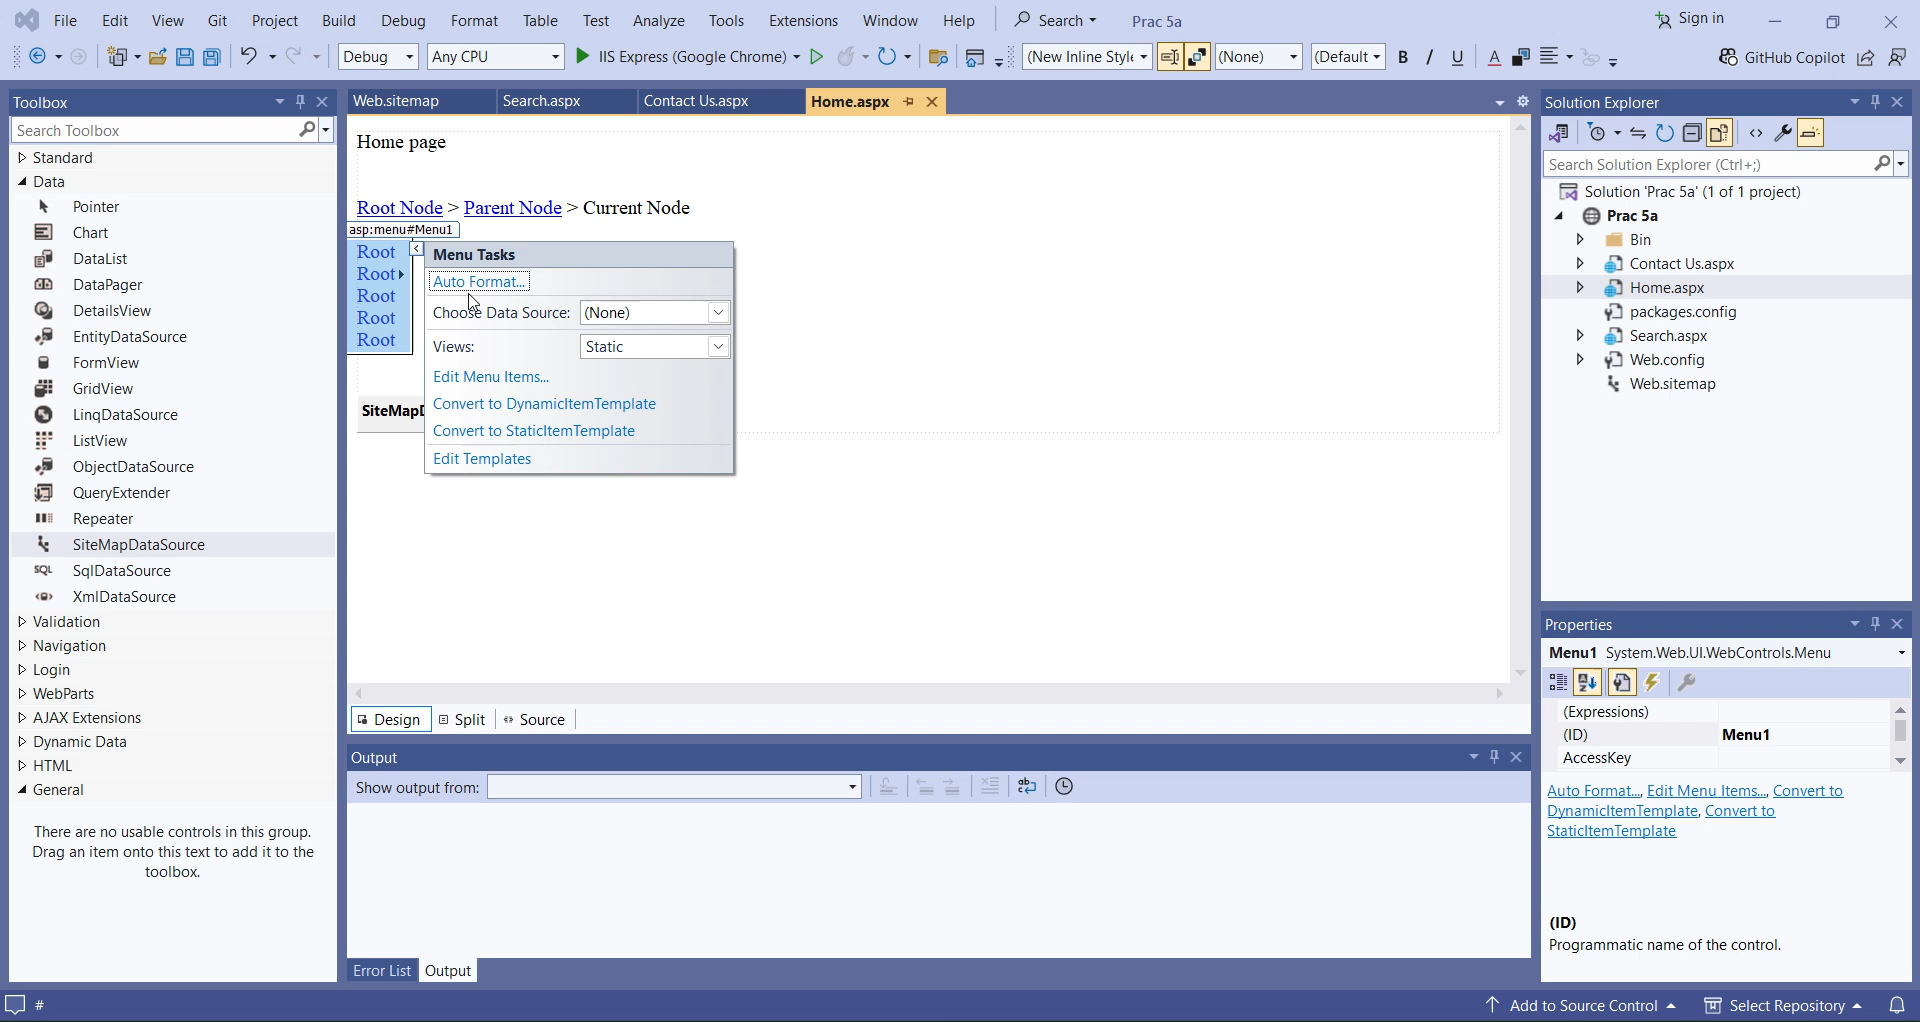 File Edit View Git Project Build Debug Format Table Test Analyze Tools Extensions Window Help Search Prac 5a Sign in
Debug Any CPU IIS Express (Google Chrome) (New Inline Style (None) (Default B I U A GitHub Copilot
Toolbox
Search Toolbox
Standard
Data
Pointer
Chart
DataList
DataPager
DetailsView
EntityDataSource
FormView
GridView
LinqDataSource
ListView
ObjectDataSource
QueryExtender
Repeater
SiteMapDataSource
SQL SqlDataSource
XmlDataSource
Validation
Navigation
Login
WebParts
AJAX Extensions
Dynamic Data
HTML
General
There are no usable controls in this group.
Drag an item onto this text to add it to the
toolbox.
Web.sitemap Search.aspx Contact Us.aspx Home.aspx
Home page
Root Node > Parent Node > Current Node
asp:menu#Menu1
Root
Root
Root
Root
Root
SiteMapD
Menu Tasks
Auto Format...
Choose Data Source: (None)
Views: Static
Edit Menu Items...
Convert to DynamicItemTemplate
Convert to StaticItemTemplate
Edit Templates
Design Split Source
Output
Show output from:
Error List Output
Solution Explorer
Search Solution Explorer (Ctrl+;)
Solution 'Prac 5a' (1 of 1 project)
Prac 5a
Bin
Contact Us.aspx
Home.aspx
packages.config
Search.aspx
Web.config
Web.sitemap
Properties
Menu1 System.Web.UI.WebControls.Menu
(Expressions)
(ID) Menu1
AccessKey
Auto Format..., Edit Menu Items..., Convert to
DynamicItemTemplate, Convert to
StaticItemTemplate
(ID)
Programmatic name of the control.
# Add to Source Control Select Repository